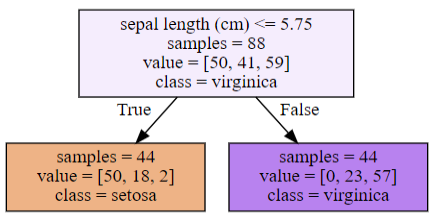 sepal length (cm) <= 5.75
samples = 88
value = [50, 41, 59]
class = virginica
True
False
samples = 44
value = [50, 18, 2]
class = setosa
samples = 44
value = [0, 23, 57]
class = virginica